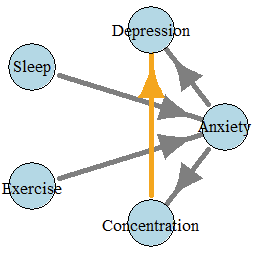 Depression
Sleep
Anxiety
Exercise
Concentration